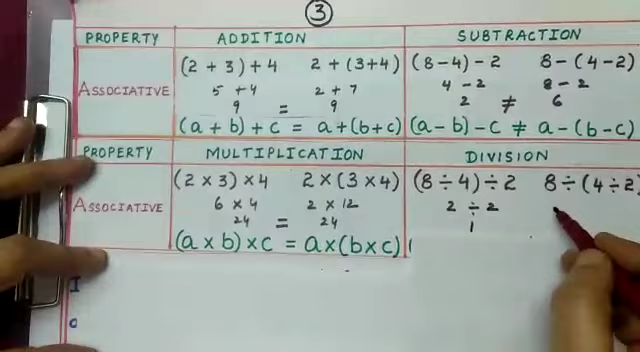 3
PROPERTY ADDITION SUBTRACTION
ASSOCIATIVE (2 + 3) + 4 2 + (3+4) (8-4) - 2 8 - (4-2)
5 + 4 2 + 7 4 - 2 8 - 2
9 = 9 2 ≠ 6
(a + b) + c = a+(b+c) (a - b) - c ≠ a - (b - c)
PROPERTY MULTIPLICATION DIVISION
ASSOCIATIVE (2 × 3) × 4 2 × (3 × 4) (8 ÷ 4) ÷ 2 8 ÷ (4 ÷ 2)
6 × 4 2 × 12 2 ÷ 2
24 = 24 1
(a × b) × c = a × (b × c) (